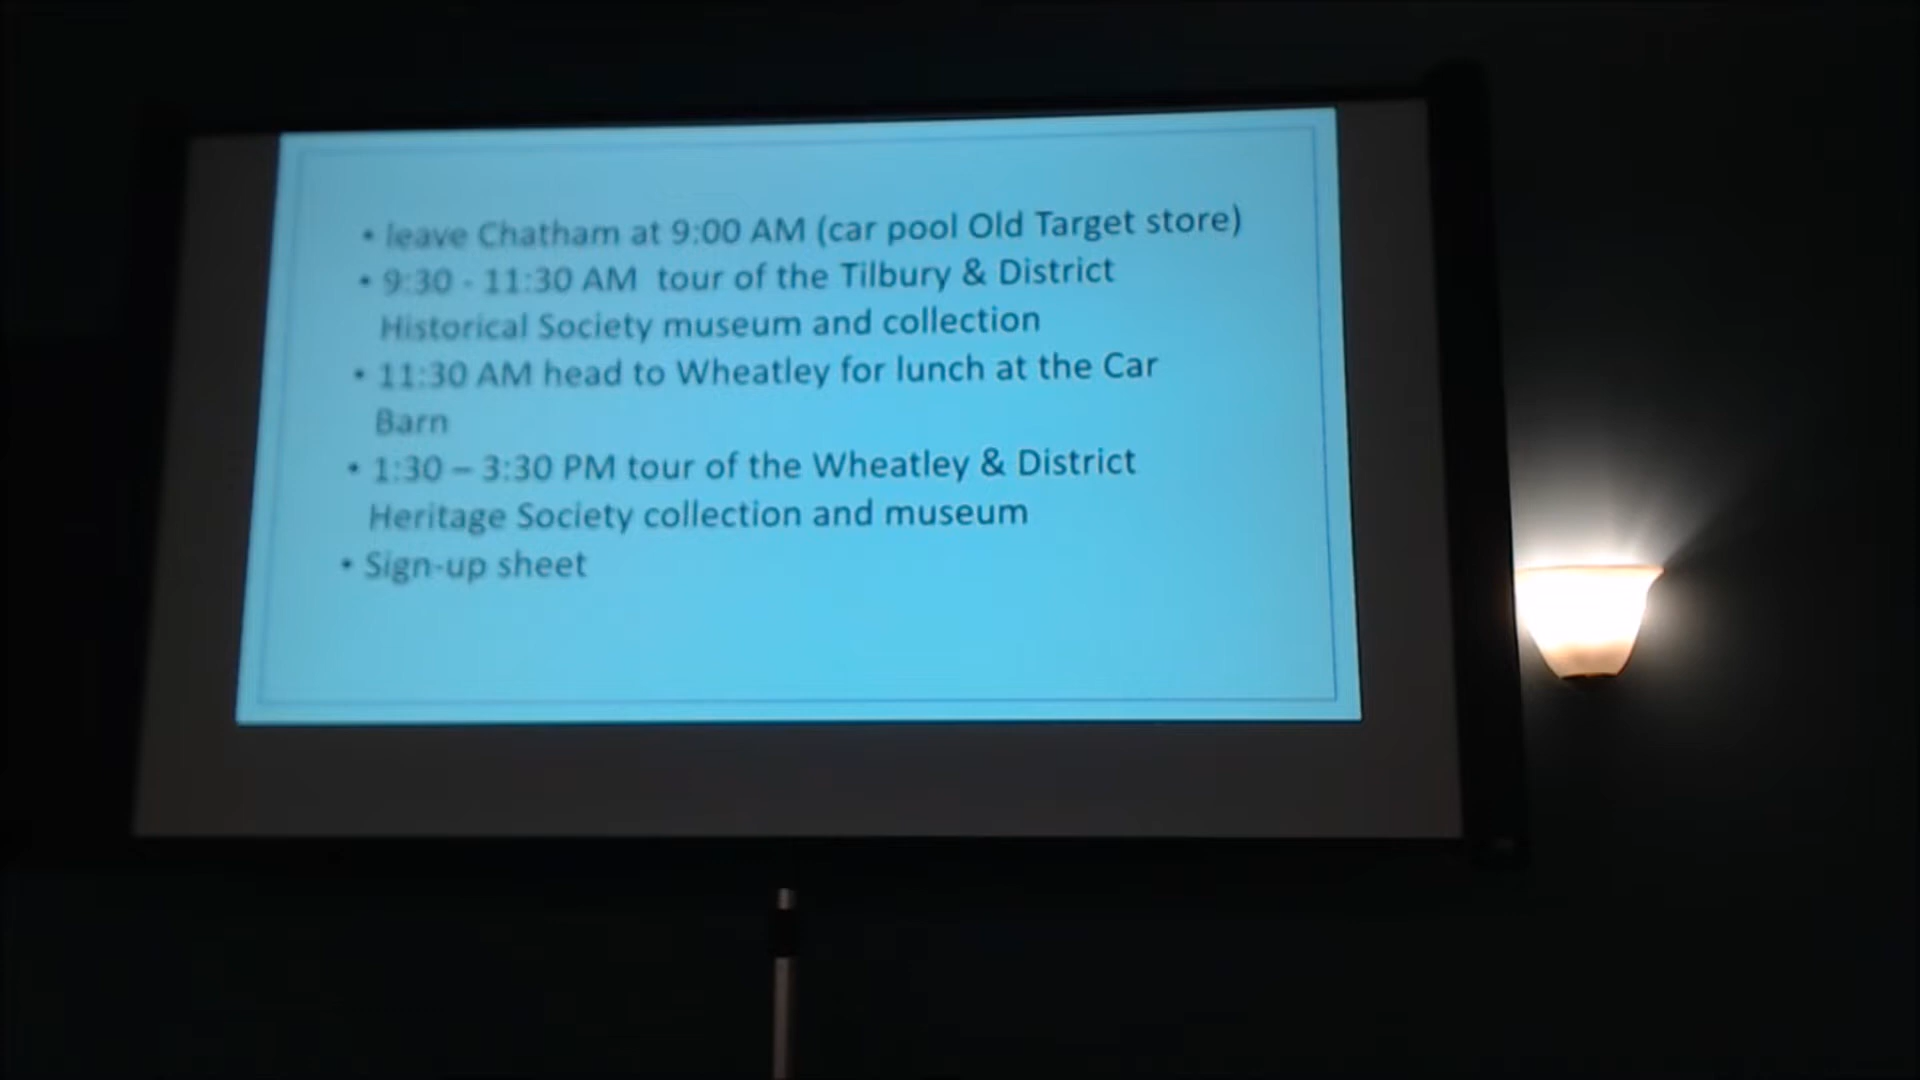 • leave Chatham at 9:00 AM (car pool Old Target store)
• 9:30 - 11:30 AM  tour of the Tilbury & District
Historical Society museum and collection
• 11:30 AM head to Wheatley for lunch at the Car
Barn
• 1:30 – 3:30 PM tour of the Wheatley & District
Heritage Society collection and museum
• Sign-up sheet